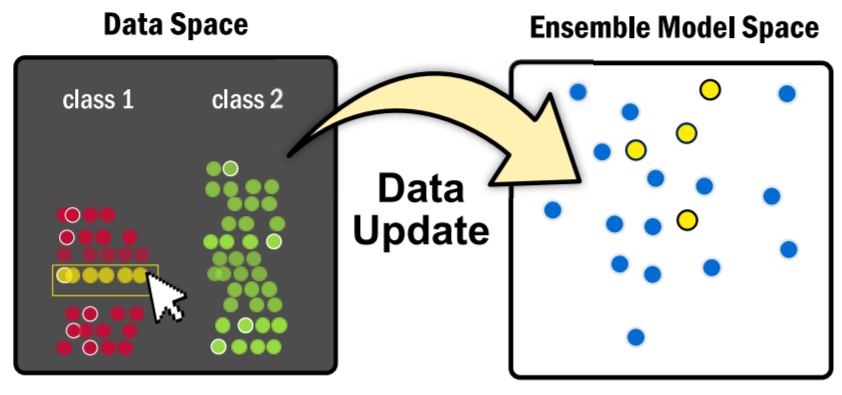 Data Space
Ensemble Model Space
class 1
class 2
Data
Update